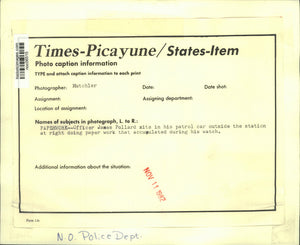 Times-Picayune/States-Item
Photo caption information
TYPE and attach caption information to each print
Photographer: Hatchler Date: Date shot:
Assignment: Assigning department:
Location of assignment:
Names of subjects in photograph, L. to R.:
PAPERWORK--Officer James Pollard sits in his patrol car outside the station
at right doing paper work that accumulated during his watch.
Additional information about the situation:
NOV 11 1982
N.O. Police Dept.